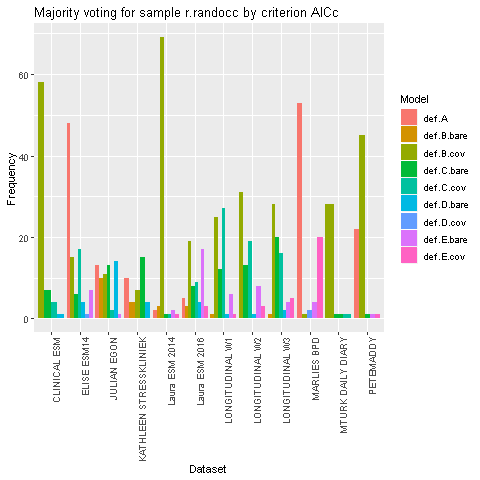 Majority voting for sample r.randocc by criterion AICc
Frequency
60
40
20
0
CLINICAL ESM
ELISE ESM14
JULIAN EGON
KATHLEEN STRESSKLINIEK
Laura ESM 2014
Laura ESM 2016
LONGITUDINAL W1
LONGITUDINAL W2
LONGITUDINAL W3
MARLIES BPD
MTURK DAILY DIARY
PETEMADDY
Dataset
Model
def.A
def.B.bare
def.B.cov
def.C.bare
def.C.cov
def.D.bare
def.D.cov
def.E.bare
def.E.cov